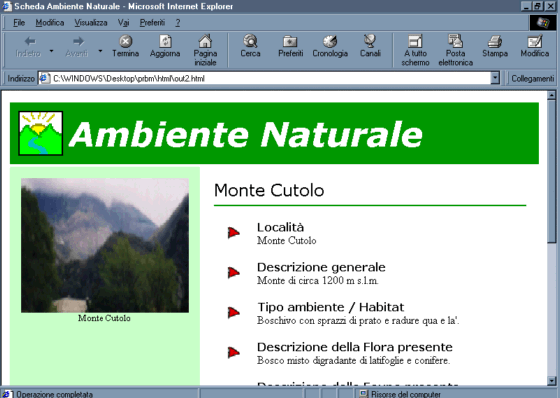 Scheda Ambiente Naturale - Microsoft Internet Explorer
File Modifica Visualizza Vai Preferiti ?
Indietro Avanti Termina Aggiorna Pagina iniziale Cerca Preferiti Cronologia Canali A tutto schermo Posta elettronica Stampa Modifica
Indirizzo C:\WINDOWS\Desktop\prbm\html\out2.html Collegamenti
Ambiente Naturale
Monte Cutolo
Monte Cutolo
Località
Monte Cutolo
Descrizione generale
Monte di circa 1200 m s.l.m.
Tipo ambiente / Habitat
Boschivo con sprazzi di prato e radure qua e la'.
Descrizione della Flora presente
Bosco misto digradante di latifoglie e conifere.
Descrizione della Fauna presente
Operazione completata Risorse del computer